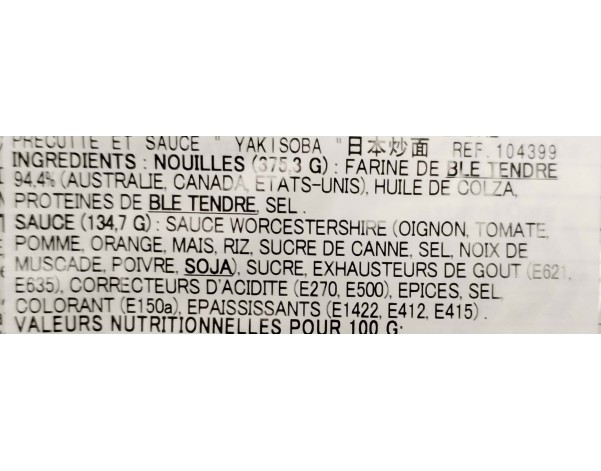 PRECUITE ET SAUCE " YAKISOBA "日本炒面 REF. 104399
INGREDIENTS : NOUILLES (375,3 G) : FARINE DE BLE TENDRE
94,4% (AUSTRALIE, CANADA, ETATS-UNIS), HUILE DE COLZA,
PROTEINES DE BLE TENDRE, SEL .
SAUCE (134,7 G) : SAUCE WORCESTERSHIRE (OIGNON, TOMATE,
POMME, ORANGE, MAIS, RIZ, SUCRE DE CANNE, SEL, NOIX DE
MUSCADE, POIVRE, SOJA), SUCRE, EXHAUSTEURS DE GOUT (E621,
E635), CORRECTEURS D'ACIDITE (E270, E500), EPICES, SEL,
COLORANT (E150a), EPAISSISSANTS (E1422, E412, E415) .
VALEURS NUTRITIONNELLES POUR 100 G: